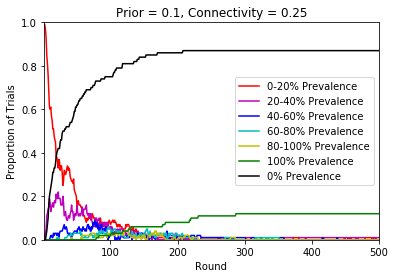 Prior = 0.1, Connectivity = 0.25
1.0
0.8
0.6
0.4
0.2
0.0
Proportion of Trials
0-20% Prevalence
20-40% Prevalence
40-60% Prevalence
60-80% Prevalence
80-100% Prevalence
100% Prevalence
0% Prevalence
100 200 300 400 500
Round